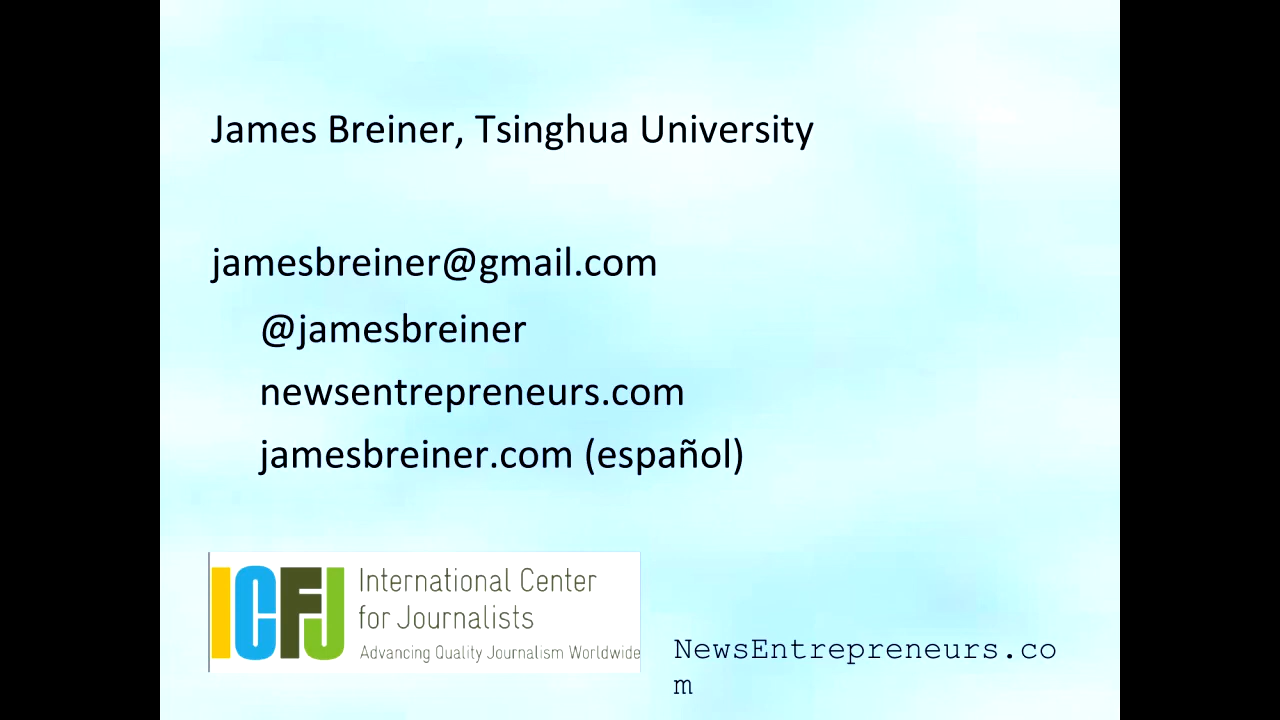 James Breiner, Tsinghua University
jamesbreiner@gmail.com
@jamesbreiner
newsentrepreneurs.com
jamesbreiner.com (español)
ICFJ
International Center
for Journalists
Advancing Quality Journalism Worldwide
NewsEntrepreneurs.co
m